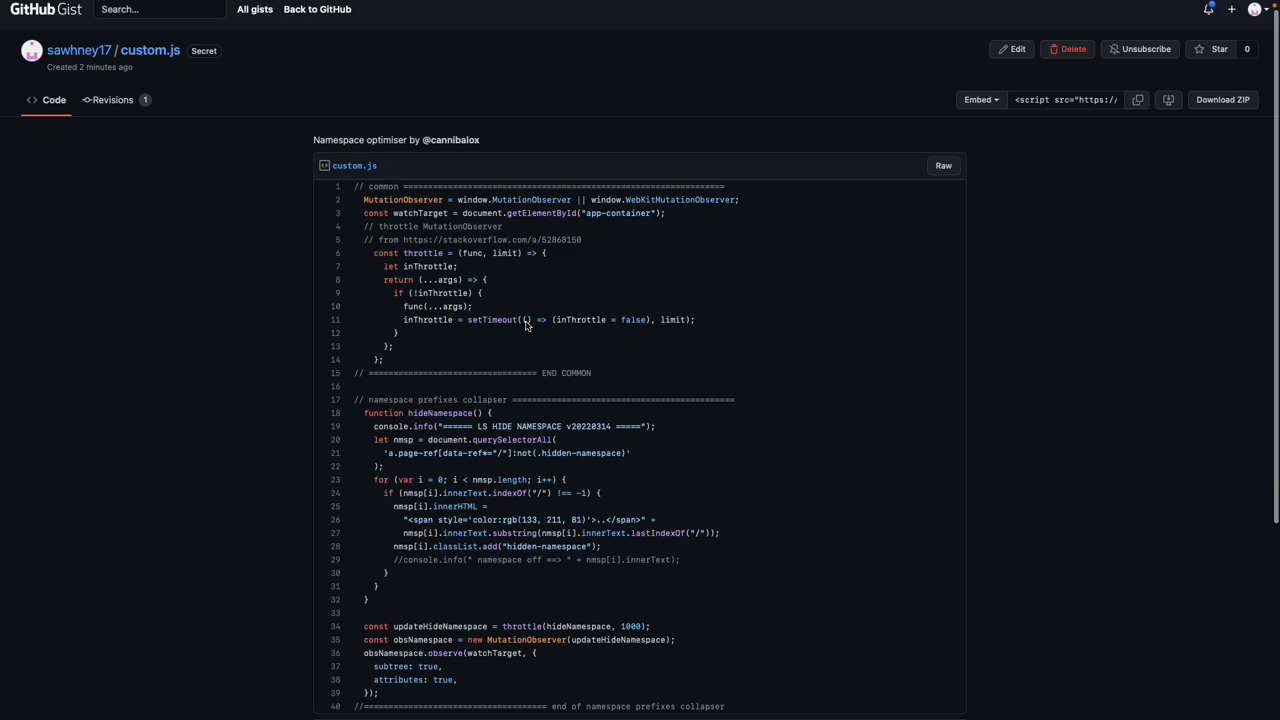 GitHub Gist Search... All gists Back to GitHub
sawhney17 / custom.js Secret
Edit Delete Unsubscribe Star 0
Created 2 minutes ago
Code Revisions 1
Embed <script src="https:/ Download ZIP
Namespace optimiser by @cannibalox
custom.js Raw
1 // common =================================================================
2 MutationObserver = window.MutationObserver || window.WebKitMutationObserver;
3 const watchTarget = document.getElementById("app-container");
4 // throttle MutationObserver
5 // from https://stackoverflow.com/a/52868150
6 const throttle = (func, limit) => {
7 let inThrottle;
8 return (...args) => {
9 if (!inThrottle) {
10 func(...args);
11 inThrottle = setTimeout(() => (inThrottle = false), limit);
12 }
13 };
14 };
15 // ================================== END COMMON
16
17 // namespace prefixes collapser =============================================
18 function hideNamespace() {
19 console.info("====== LS HIDE NAMESPACE v20220314 =====");
20 let nmsp = document.querySelectorAll(
21 'a.page-ref[data-ref*="/"]:not(.hidden-namespace)'
22 );
23 for (var i = 0; i < nmsp.length; i++) {
24 if (nmsp[i].innerText.indexOf("/") !== -1) {
25 nmsp[i].innerHTML =
26 "<span style='color:rgb(133, 211, 81)'>..</span>" +
27 nmsp[i].innerText.substring(nmsp[i].innerText.lastIndexOf("/"));
28 nmsp[i].classList.add("hidden-namespace");
29 //console.info(" namespace off ==> " + nmsp[i].innerText);
30 }
31 }
32 }
33
34 const updateHideNamespace = throttle(hideNamespace, 1000);
35 const obsNamespace = new MutationObserver(updateHideNamespace);
36 obsNamespace.observe(watchTarget, {
37 subtree: true,
38 attributes: true,
39 });
40 //===================================== end of namespace prefixes collapser